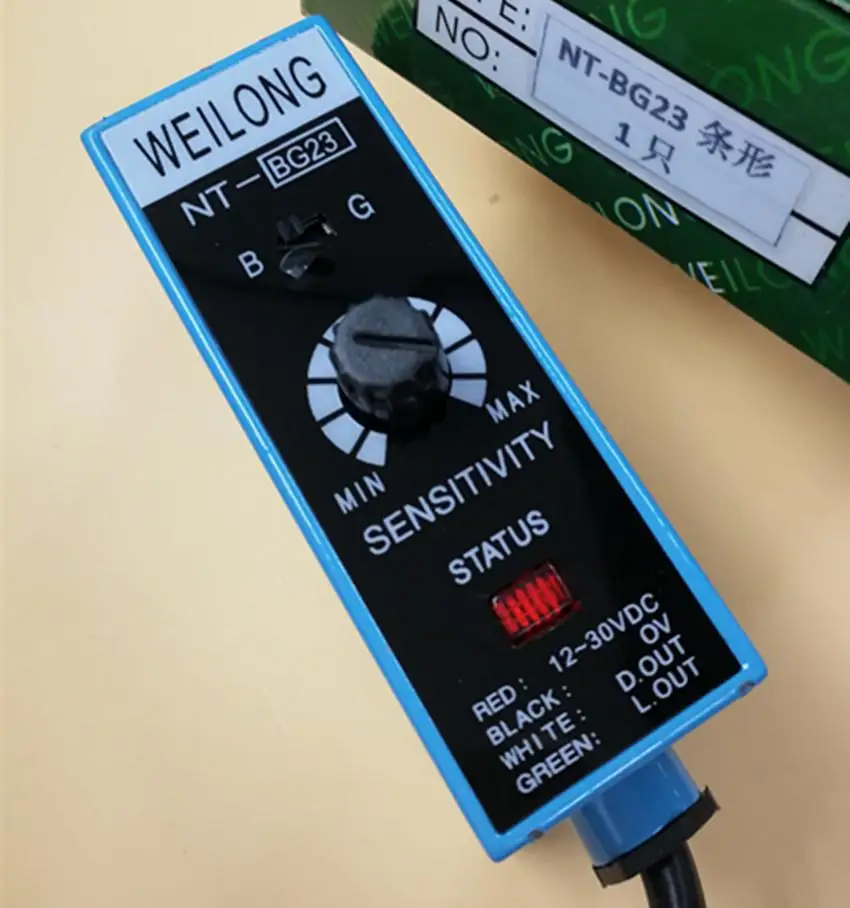 WEILONG
NT-BG23
B G
MIN MAX
SENSITIVITY
STATUS
RED: 12~30VDC
BLACK: OV
WHITE: D.OUT
GREEN: L.OUT
NO:
NT-BG23 条形
1只